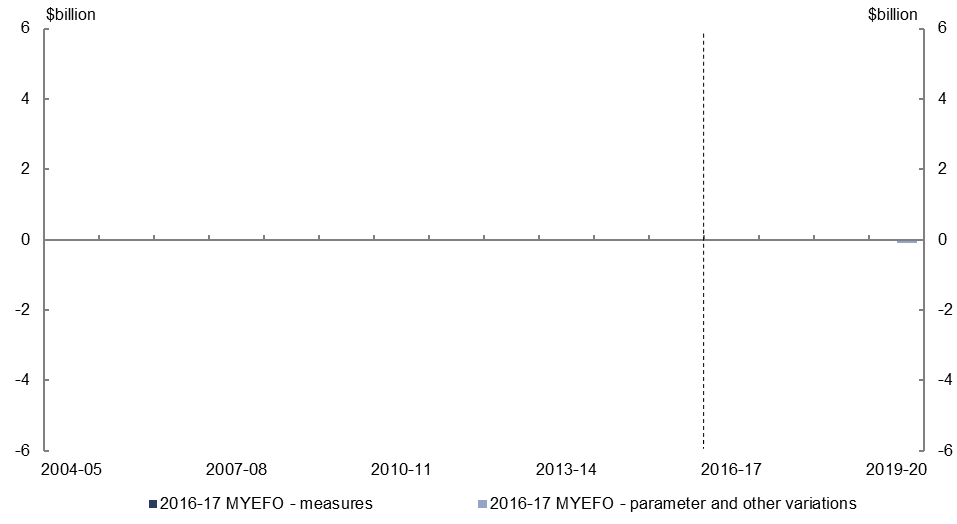 $billion $billion
6 6
4 4
2 2
0 0
-2 -2
-4 -4
-6 -6
2004-05 2007-08 2010-11 2013-14 2016-17 2019-20
2016-17 MYEFO - measures 2016-17 MYEFO - parameter and other variations